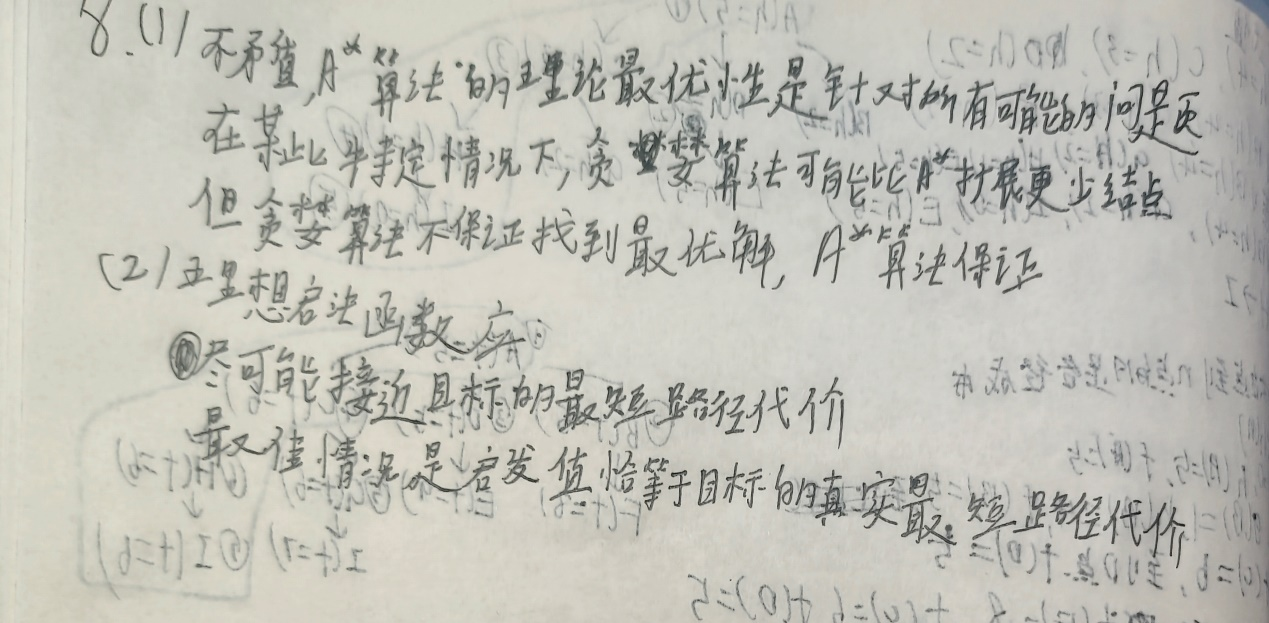 8.(1) 不矛盾,A*算法的理论最优性是针对所有可能的问题
在某些特定情况下,贪婪算法可能比A*扩展更少结点
但贪婪算法不保证找到最优解,A*算法保证
(2)理想启法函数应:
尽可能接近目标的最短路径代价
最佳情况是启发值恰等于目标的真实最短路径代价